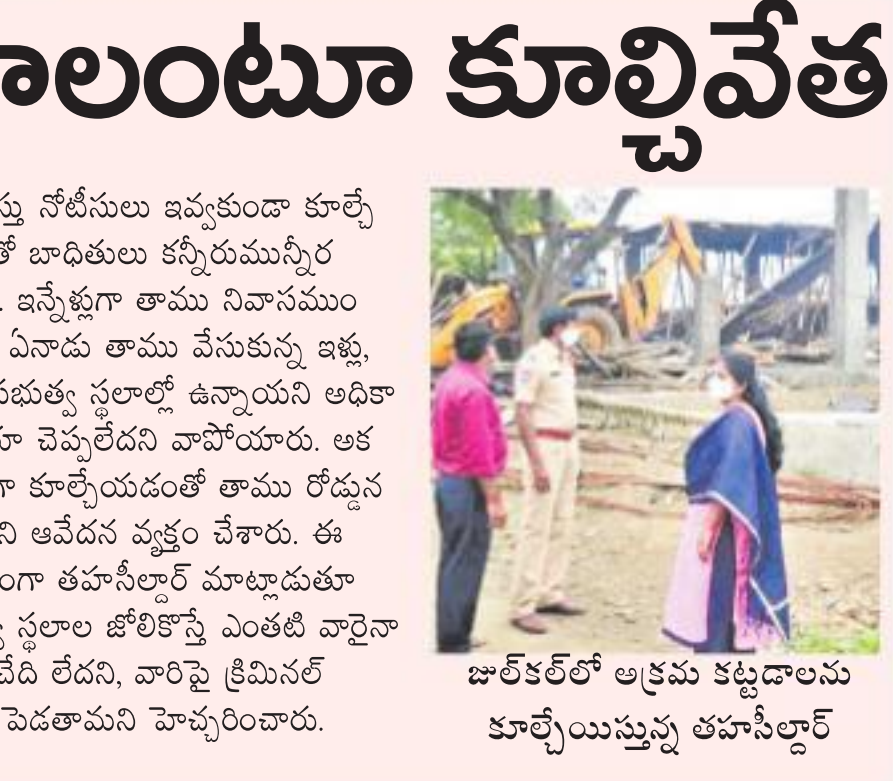 కూల్చివేత
నోటీసులు ఇవ్వకుండా కూల్చే
బాధితులు కన్నీరుమున్నీర
ఇన్నేళ్లుగా తాము నివాసముం
ఏనాడు తాము వేసుకున్న ఇళ్లు,
స్థలాల్లో ఉన్నాయని అధికా
చెప్పలేదని వాపోయారు. అక
కూల్చేయడంతో తాము రోడ్డున
ఆవేదన వ్యక్తం చేశారు. ఈ
తహసీల్దార్ మాట్లాడుతూ
స్థలాల జోలికొస్తే ఎంతటి వారైనా
లేదని, వారిపై క్రిమినల్
పెడతామని హెచ్చరించారు.
జుల్‌కల్‌లో అక్రమ కట్టడాలను
కూల్చేయిస్తున్న తహసీల్దార్